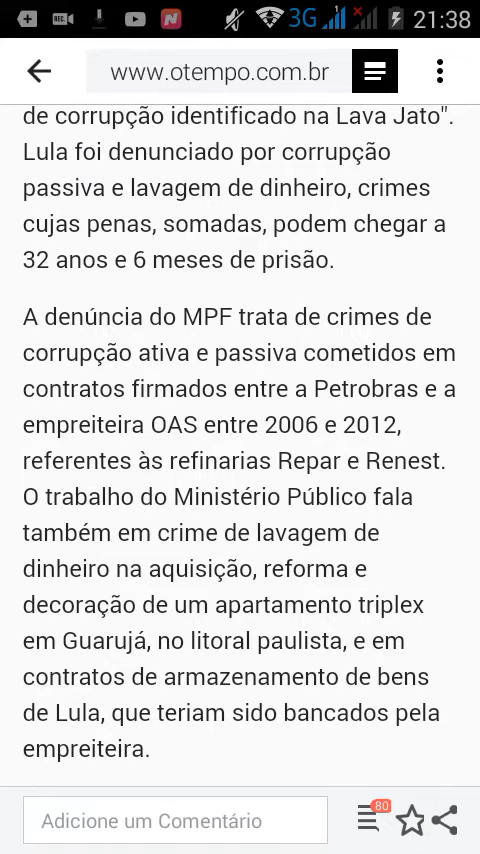 REC
N
3G
21:38
www.otempo.com.br
de corrupção identificado na Lava Jato".
Lula foi denunciado por corrupção
passiva e lavagem de dinheiro, crimes
cujas penas, somadas, podem chegar a
32 anos e 6 meses de prisão.
A denúncia do MPF trata de crimes de
corrupção ativa e passiva cometidos em
contratos firmados entre a Petrobras e a
empreiteira OAS entre 2006 e 2012,
referentes às refinarias Repar e Renest.
O trabalho do Ministério Público fala
também em crime de lavagem de
dinheiro na aquisição, reforma e
decoração de um apartamento triplex
em Guarujá, no litoral paulista, e em
contratos de armazenamento de bens
de Lula, que teriam sido bancados pela
empreiteira.
Adicione um Comentário
80